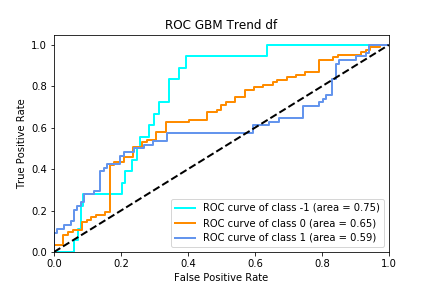 ROC GBM Trend df
True Positive Rate
1.0
0.8
0.6
0.4
0.2
0.0
ROC curve of class -1 (area = 0.75)
ROC curve of class 0 (area = 0.65)
ROC curve of class 1 (area = 0.59)
0.0 0.2 0.4 0.6 0.8 1.0
False Positive Rate